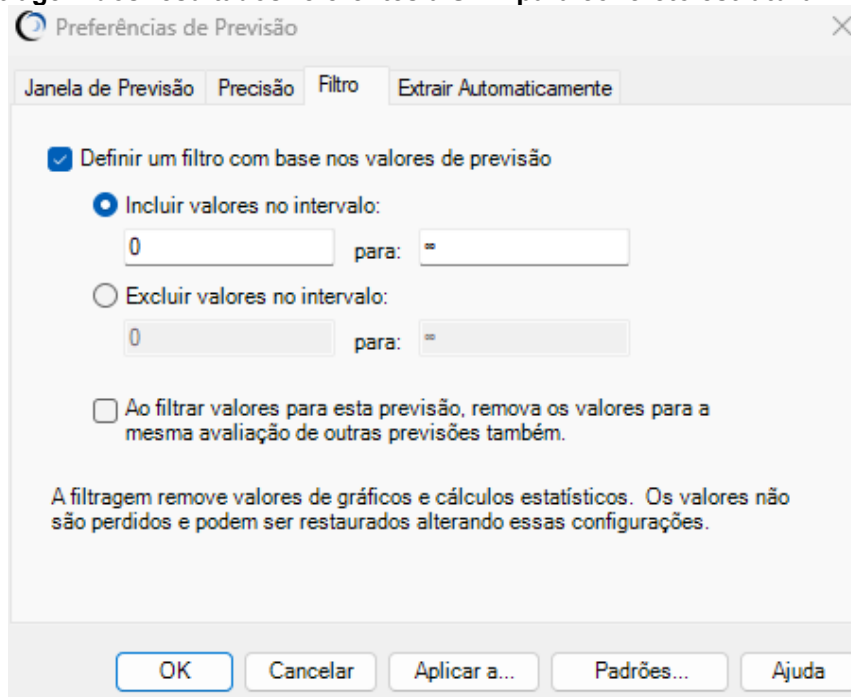 Preferências de Previsão
Janela de Previsão Precisão Filtro Extrair Automaticamente
Definir um filtro com base nos valores de previsão
Incluir valores no intervalo:
0 para: ∞
Excluir valores no intervalo:
0 para: ∞
Ao filtrar valores para esta previsão, remova os valores para a
mesma avaliação de outras previsões também.
A filtragem remove valores de gráficos e cálculos estatísticos. Os valores não
são perdidos e podem ser restaurados alterando essas configurações.
OK Cancelar Aplicar a... Padrões... Ajuda